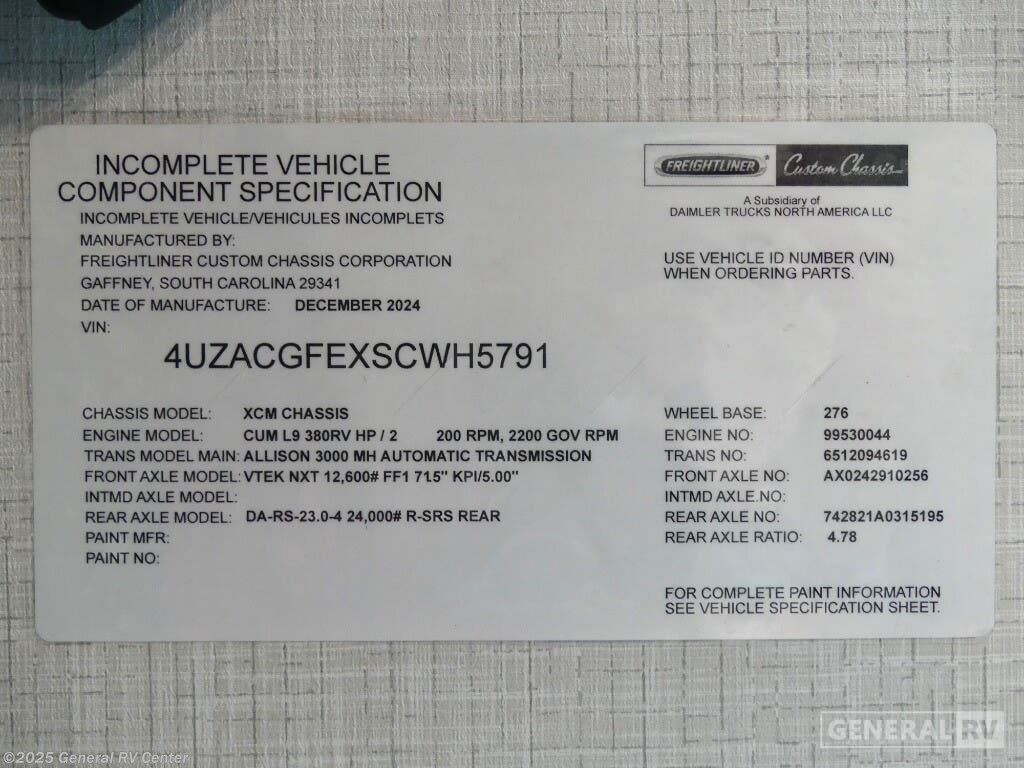 INCOMPLETE VEHICLE
COMPONENT SPECIFICATION
INCOMPLETE VEHICLE/VEHICULES INCOMPLETS
MANUFACTURED BY:
FREIGHTLINER CUSTOM CHASSIS CORPORATION
GAFFNEY, SOUTH CAROLINA 29341
DATE OF MANUFACTURE: DECEMBER 2024
VIN:
4UZACGFEXSCWH5791
FREIGHTLINER Custom Chassis
A Subsidiary of
DAIMLER TRUCKS NORTH AMERICA LLC
USE VEHICLE ID NUMBER (VIN)
WHEN ORDERING PARTS.
CHASSIS MODEL: XCM CHASSIS
ENGINE MODEL: CUM L9 380RV HP / 2 200 RPM, 2200 GOV RPM
TRANS MODEL MAIN: ALLISON 3000 MH AUTOMATIC TRANSMISSION
FRONT AXLE MODEL: VTEK NXT 12,600# FF1 71.5" KPI/5.00"
INTMD AXLE MODEL:
REAR AXLE MODEL: DA-RS-23.0-4 24,000# R-SRS REAR
PAINT MFR:
PAINT NO:
WHEEL BASE: 276
ENGINE NO: 99530044
TRANS NO: 6512094619
FRONT AXLE NO: AX0242910256
INTMD AXLE.NO:
REAR AXLE NO: 742821A0315195
REAR AXLE RATIO: 4.78
FOR COMPLETE PAINT INFORMATION
SEE VEHICLE SPECIFICATION SHEET.
GENERAL RV
©2025 General RV Center